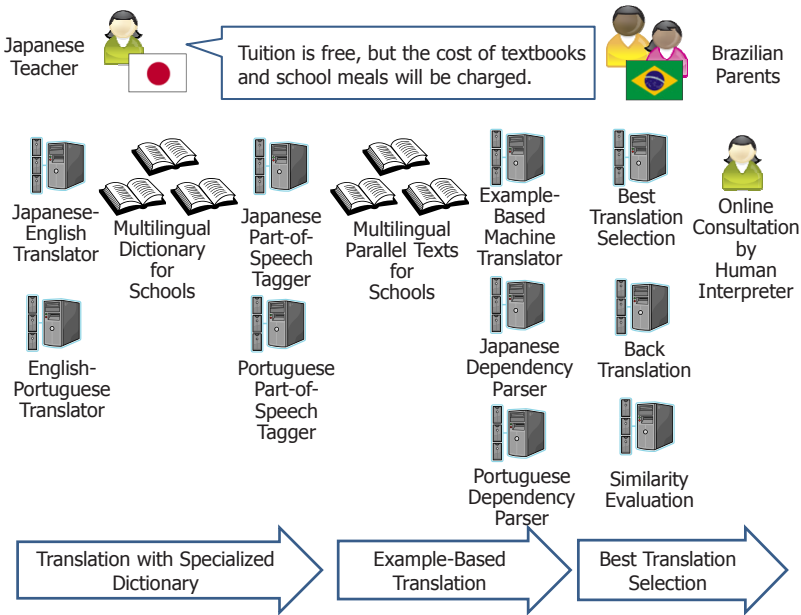 Japanese
Teacher
Tuition is free, but the cost of textbooks
and school meals will be charged.
Brazilian
Parents
Japanese-
English
Translator
Multilingual
Dictionary
for
Schools
Japanese
Part-of-
Speech
Tagger
Multilingual
Parallel Texts
for
Schools
Example-
Based
Machine
Translator
Best
Translation
Selection
Online
Consultation
by
Human
Interpreter
English-
Portuguese
Translator
Portuguese
Part-of-
Speech
Tagger
Japanese
Dependency
Parser
Back
Translation
Portuguese
Dependency
Parser
Similarity
Evaluation
Translation with Specialized
Dictionary
Example-Based
Translation
Best Translation
Selection